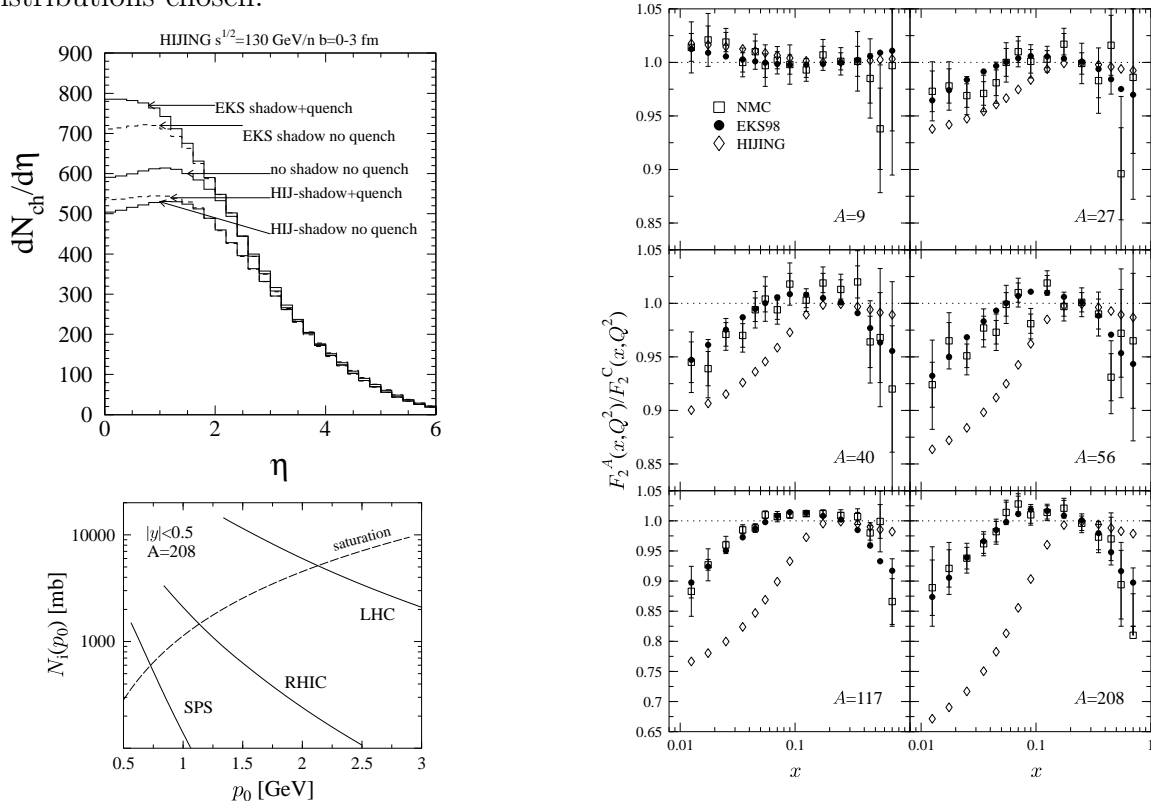 istributions chosen.
HIJING s^{1/2}=130 GeV/n b=0-3 fm
900
800
700
600
500
400
300
200
100
0
dN_{ch}/dη
EKS shadow+quench
EKS shadow no quench
no shadow no quench
HIJ-shadow+quench
HIJ-shadow no quench
0 2 4 6
η
10000
1000
N_i(p_0) [mb]
|y|<0.5
A=208
saturation
LHC
RHIC
SPS
0.5 1 1.5 2 2.5 3
p_0 [GeV]
F_2^A(x,Q^2)/F_2^C(x,Q^2)
1.05
1.0
0.95
0.9
0.85
NMC
EKS98
HIJING
A=9
A=27
1.05
1.0
0.95
0.9
0.85
A=40
A=56
1.05
1.0
0.95
0.9
0.85
0.8
0.75
0.7
0.65
A=117
A=208
0.01 0.1 0.01 0.1 1
x x